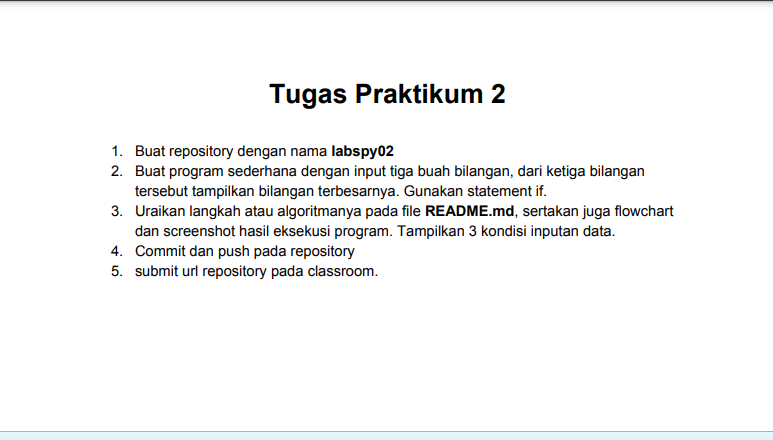 Tugas Praktikum 2
1. Buat repository dengan nama labspy02
2. Buat program sederhana dengan input tiga buah bilangan, dari ketiga bilangan
tersebut tampilkan bilangan terbesarnya. Gunakan statement if.
3. Uraikan langkah atau algoritmanya pada file README.md, sertakan juga flowchart
dan screenshot hasil eksekusi program. Tampilkan 3 kondisi inputan data.
4. Commit dan push pada repository
5. submit url repository pada classroom.